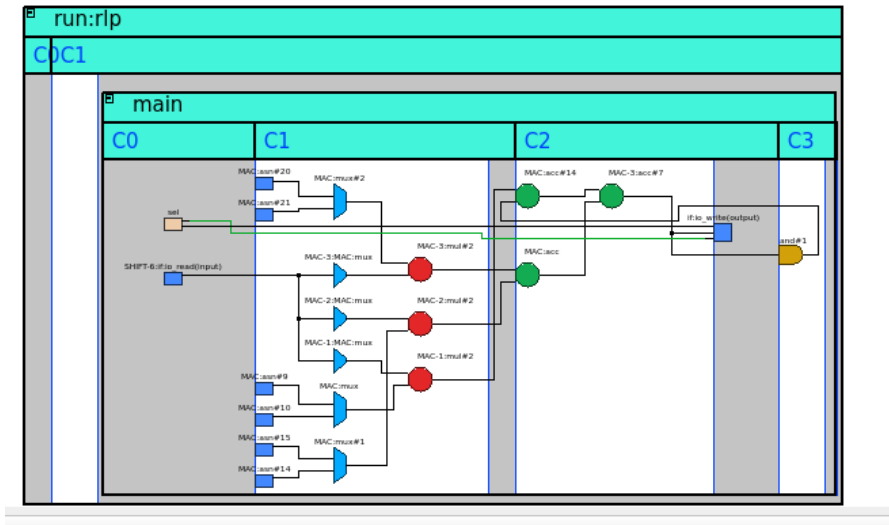 run:rlp
C0 C1
main
C0 C1 C2 C3
MAC:asn#20
MAC:mux#2
MAC:acc#14
MAC-3:acc#7
MAC:asn#21
sel
if:io_write(output)
and#1
MAC-3:mul#2
MAC:acc
MAC-3:MAC:mux
SHIFT-6:if:io_read(input)
MAC-2:MAC:mux
MAC-2:mul#2
MAC-1:MAC:mux
MAC-1:mul#2
MAC:asn#9
MAC:mux
MAC:asn#10
MAC:asn#15
MAC:mux#1
MAC:asn#14